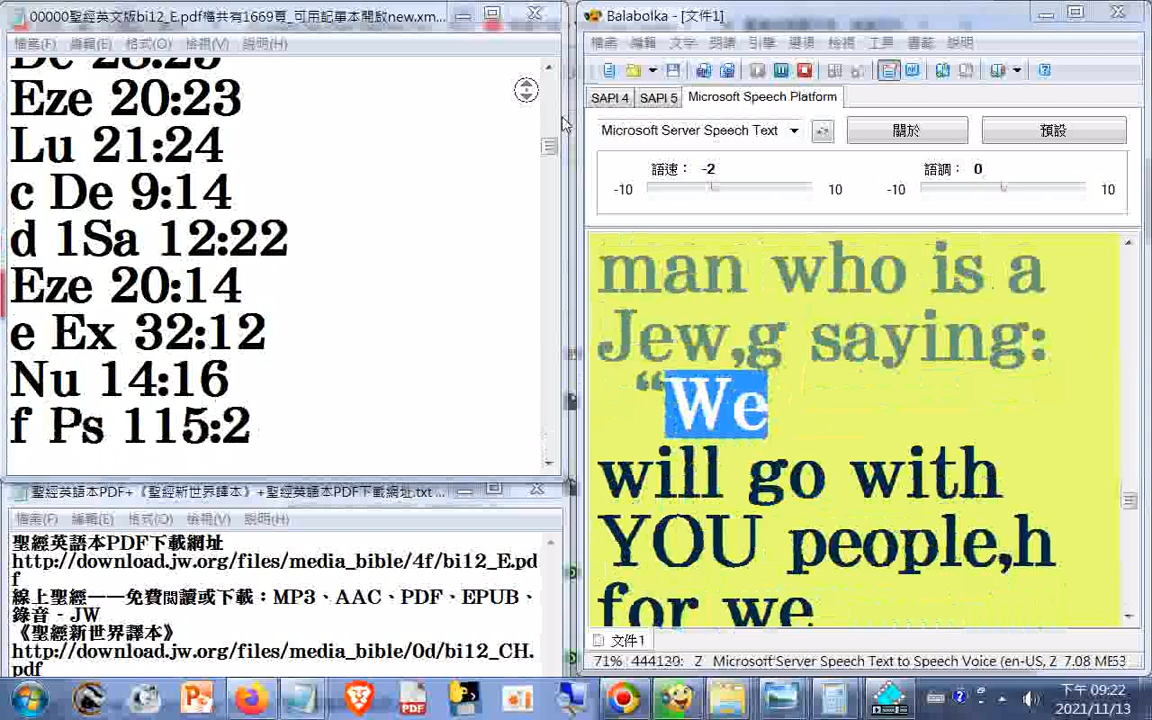 00000聖經英文版bi12_E.pdf檔共有1669頁_可用記事本開啟new.xm...
檔案(F) 編輯(E) 格式(O) 檢視(V) 說明(H)
De 28:25
Eze 20:23
Lu 21:24
c De 9:14
d 1Sa 12:22
Eze 20:14
e Ex 32:12
Nu 14:16
f Ps 115:2
聖經英語本PDF+《聖經新世界譯本》+聖經英語本PDF下載網址.txt ...
檔案(F) 編輯(E) 格式(O) 檢視(V) 說明(H)
聖經英語本PDF下載網址
http://download.jw.org/files/media_bible/4f/bi12_E.pd
f
線上聖經——免費閱讀或下載：MP3、AAC、PDF、EPUB、
錄音 - JW
《聖經新世界譯本》
http://download.jw.org/files/media_bible/0d/bi12_CH.
pdf
Balabolka - [文件1]
檔案 編輯 文字 朗讀 引擎 選項 檢視 工具 書籤 說明
SAPI 4 SAPI 5 Microsoft Speech Platform
Microsoft Server Speech Text 關於 預設
語速： -2 語調： 0
-10 10 -10 10
man who is a
Jew,g saying:
“We
will go with
YOU people,h
for we
文件1
71% 444139: Z Microsoft Server Speech Text to Speech Voice (en-US, Z 7.08 ME53
下午 09:22
2021/11/13